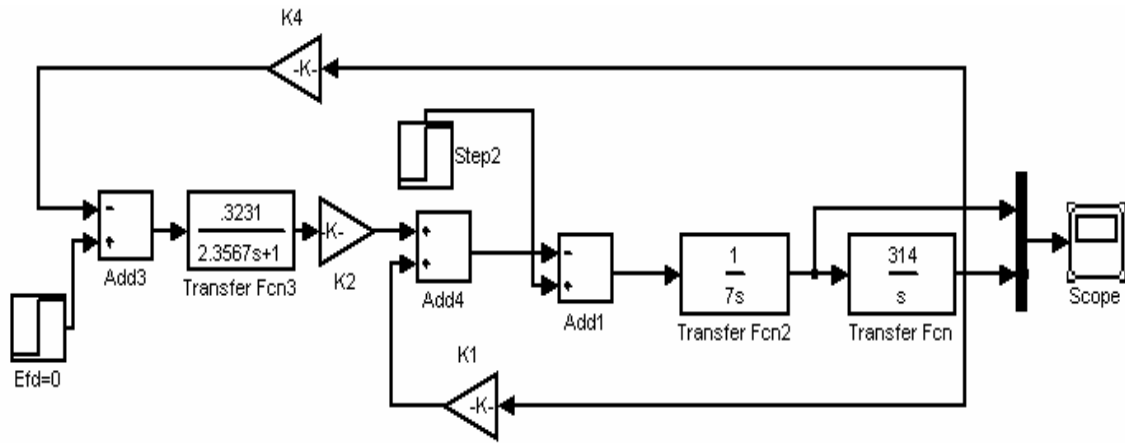 K4
-K-
Step2
.3231
2.3567s+1
-K-
1
7s
314
s
Add3
Transfer Fcn3
K2
Add4
Add1
Transfer Fcn2
Transfer Fcn
Scope
Efd=0
K1
-K-